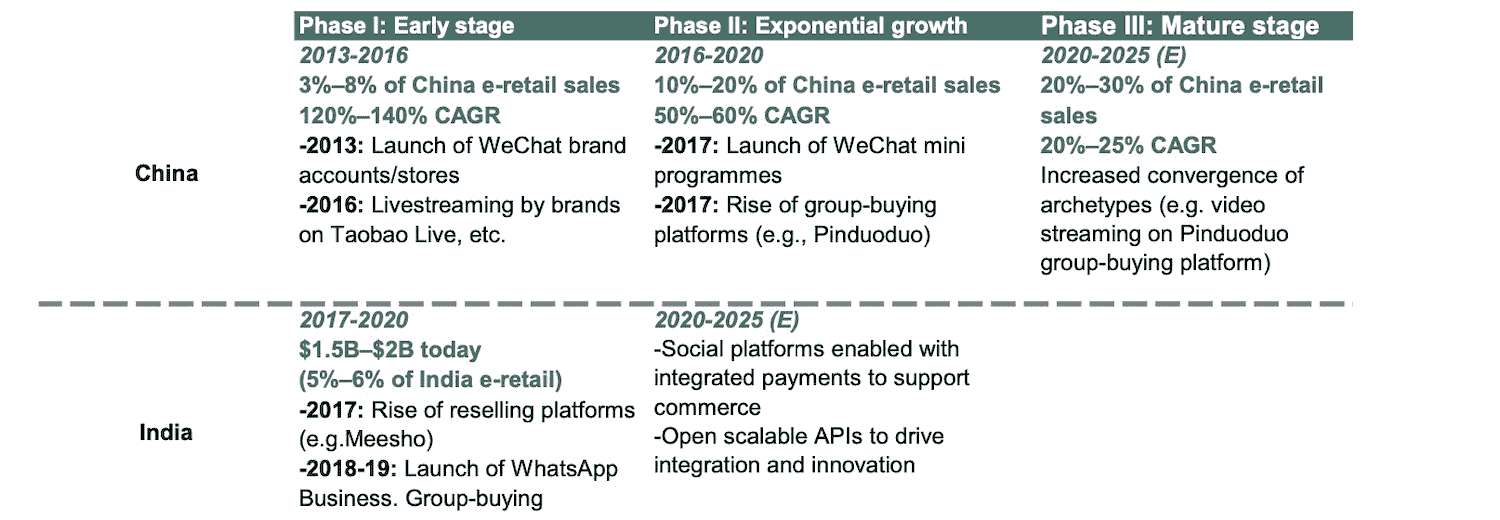 Phase I: Early stage
Phase II: Exponential growth
Phase III: Mature stage
China
2013-2016
3%–8% of China e-retail sales
120%–140% CAGR
-2013: Launch of WeChat brand
accounts/stores
-2016: Livestreaming by brands
on Taobao Live, etc.
2016-2020
10%–20% of China e-retail sales
50%–60% CAGR
-2017: Launch of WeChat mini
programmes
-2017: Rise of group-buying
platforms (e.g., Pinduoduo)
2020-2025 (E)
20%–30% of China e-retail
sales
20%–25% CAGR
Increased convergence of
archetypes (e.g. video
streaming on Pinduoduo
group-buying platform)
India
2017-2020
$1.5B–$2B today
(5%–6% of India e-retail)
-2017: Rise of reselling platforms
(e.g.Meesho)
-2018-19: Launch of WhatsApp
Business. Group-buying
2020-2025 (E)
-Social platforms enabled with
integrated payments to support
commerce
-Open scalable APIs to drive
integration and innovation